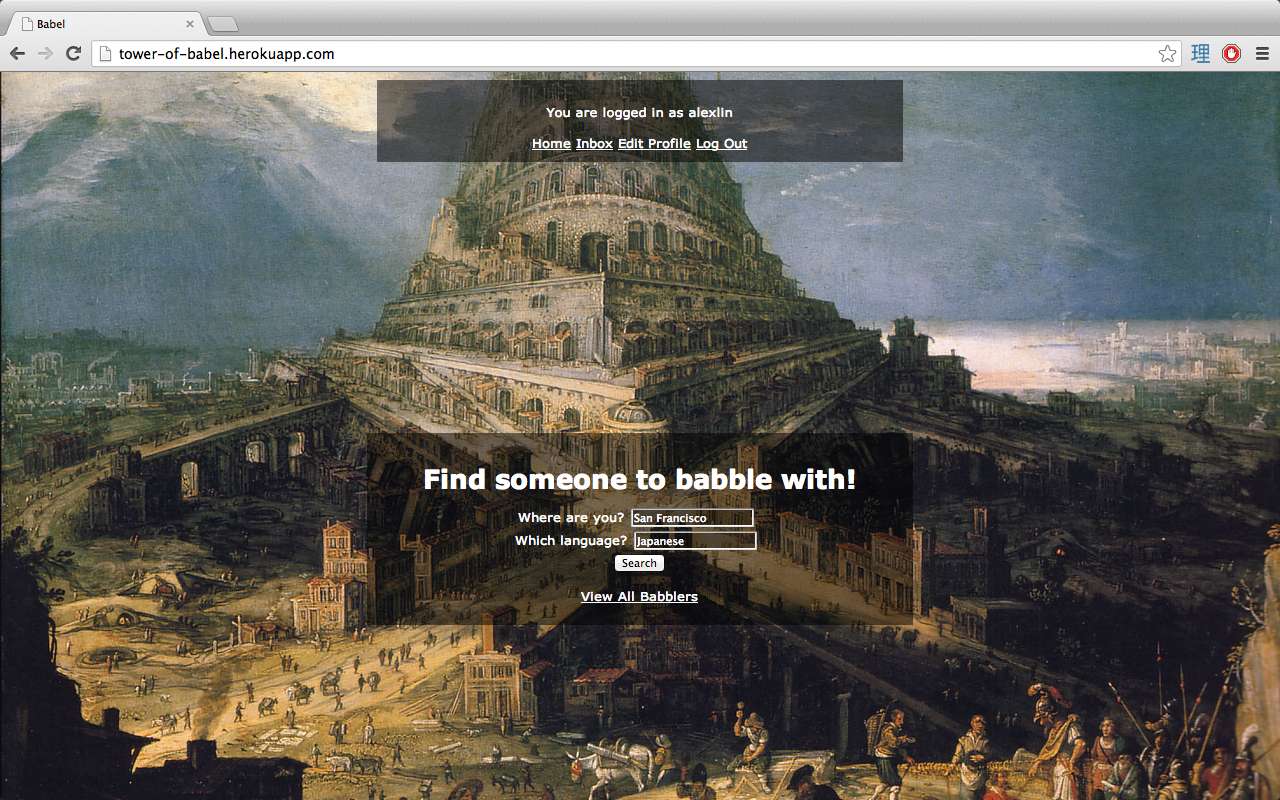 Babel
tower-of-babel.herokuapp.com
理
You are logged in as alexlin
Home Inbox Edit Profile Log Out
Find someone to babble with!
Where are you? San Francisco
Which language? Japanese
Search
View All Babblers